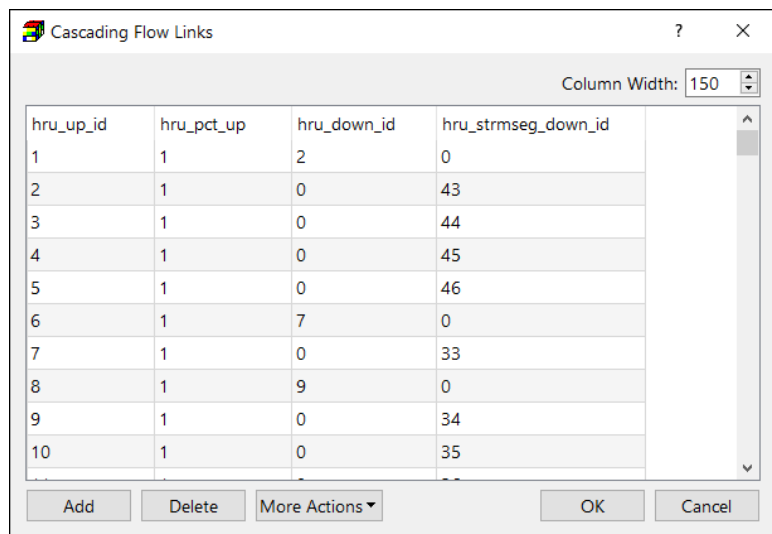 Cascading Flow Links ? ×
Column Width: 150
hru_up_id hru_pct_up hru_down_id hru_strmseg_down_id
1 1 2 0
2 1 0 43
3 1 0 44
4 1 0 45
5 1 0 46
6 1 7 0
7 1 0 33
8 1 9 0
9 1 0 34
10 1 0 35
Add Delete More Actions OK Cancel